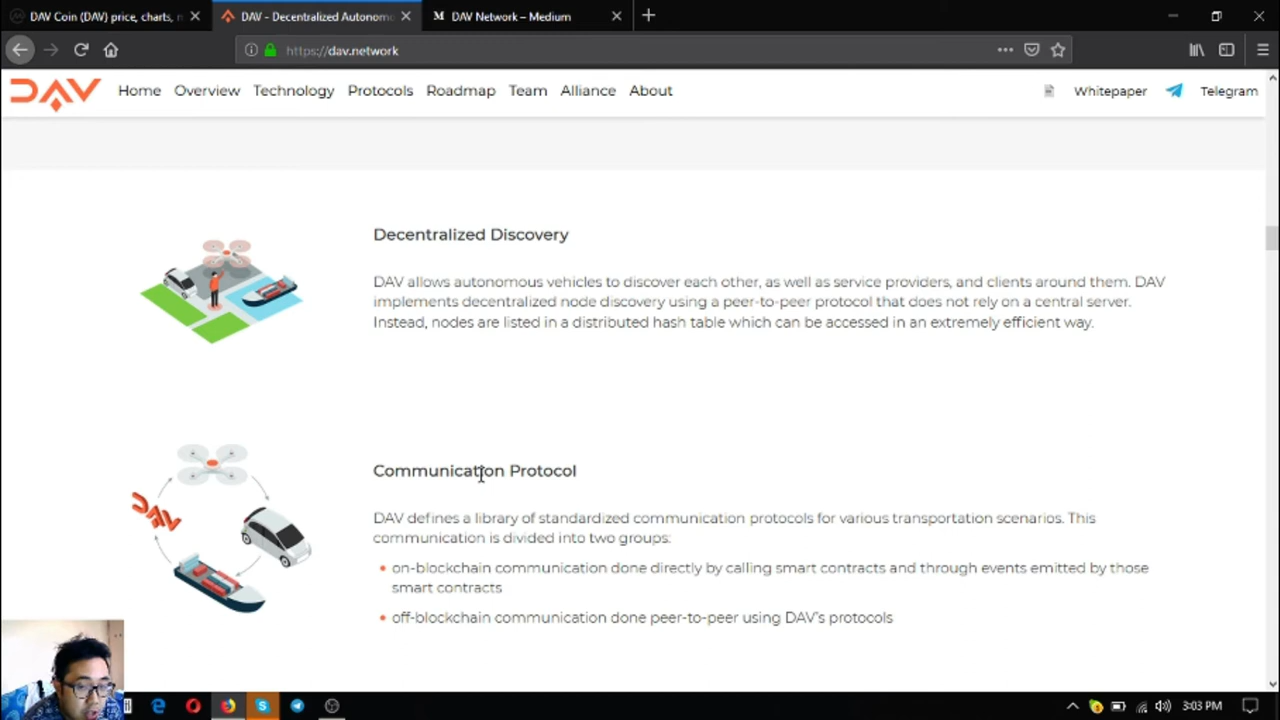 DAV Coin (DAV) price, charts, 
DAV - Decentralized Autonomo
DAV Network – Medium
https://dav.network
DAV
Home
Overview
Technology
Protocols
Roadmap
Team
Alliance
About
Whitepaper
Telegram
Decentralized Discovery
DAV allows autonomous vehicles to discover each other, as well as service providers, and clients around them. DAV
implements decentralized node discovery using a peer-to-peer protocol that does not rely on a central server.
Instead, nodes are listed in a distributed hash table which can be accessed in an extremely efficient way.
DAV
Communication Protocol
DAV defines a library of standardized communication protocols for various transportation scenarios. This
communication is divided into two groups:
on-blockchain communication done directly by calling smart contracts and through events emitted by those
smart contracts
off-blockchain communication done peer-to-peer using DAV's protocols
3:03 PM